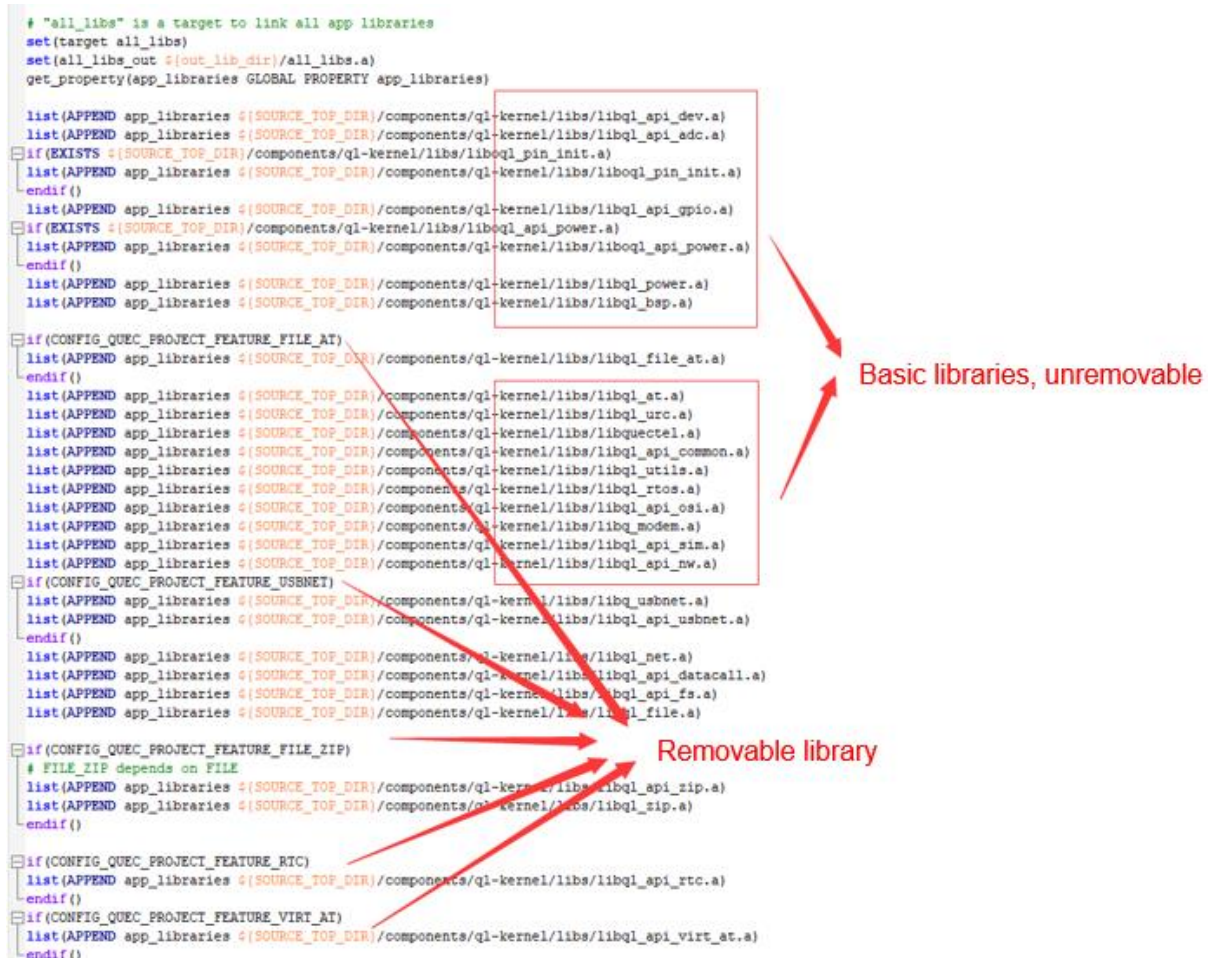 # "all_libs" is a target to link all app libraries
set(target all_libs)
set(all_libs_out ${out_lib_dir}/all_libs.a)
get_property(app_libraries GLOBAL PROPERTY app_libraries)
list(APPEND app_libraries ${SOURCE_TOP_DIR}/components/ql-kernel/libs/libql_api_dev.a)
list(APPEND app_libraries ${SOURCE_TOP_DIR}/components/ql-kernel/libs/libql_api_adc.a)
if(EXISTS ${SOURCE_TOP_DIR}/components/ql-kernel/libs/liboql_pin_init.a)
list(APPEND app_libraries ${SOURCE_TOP_DIR}/components/ql-kernel/libs/liboql_pin_init.a)
endif()
list(APPEND app_libraries ${SOURCE_TOP_DIR}/components/ql-kernel/libs/libql_api_gpio.a)
if(EXISTS ${SOURCE_TOP_DIR}/components/ql-kernel/libs/liboql_api_power.a)
list(APPEND app_libraries ${SOURCE_TOP_DIR}/components/ql-kernel/libs/liboql_api_power.a)
endif()
list(APPEND app_libraries ${SOURCE_TOP_DIR}/components/ql-kernel/libs/libql_power.a)
list(APPEND app_libraries ${SOURCE_TOP_DIR}/components/ql-kernel/libs/libql_bsp.a)
if(CONFIG_QUEC_PROJECT_FEATURE_FILE_AT)
list(APPEND app_libraries ${SOURCE_TOP_DIR}/components/ql-kernel/libs/libql_file_at.a)
endif()
Basic libraries, unremovable
list(APPEND app_libraries ${SOURCE_TOP_DIR}/components/ql-kernel/libs/libql_at.a)
list(APPEND app_libraries ${SOURCE_TOP_DIR}/components/ql-kernel/libs/libql_urc.a)
list(APPEND app_libraries ${SOURCE_TOP_DIR}/components/ql-kernel/libs/libquectel.a)
list(APPEND app_libraries ${SOURCE_TOP_DIR}/components/ql-kernel/libs/libql_api_common.a)
list(APPEND app_libraries ${SOURCE_TOP_DIR}/components/ql-kernel/libs/libql_utils.a)
list(APPEND app_libraries ${SOURCE_TOP_DIR}/components/ql-kernel/libs/libql_rtos.a)
list(APPEND app_libraries ${SOURCE_TOP_DIR}/components/ql-kernel/libs/libql_api_osi.a)
list(APPEND app_libraries ${SOURCE_TOP_DIR}/components/ql-kernel/libs/libq_modem.a)
list(APPEND app_libraries ${SOURCE_TOP_DIR}/components/ql-kernel/libs/libql_api_sim.a)
list(APPEND app_libraries ${SOURCE_TOP_DIR}/components/ql-kernel/libs/libql_api_nw.a)
if(CONFIG_QUEC_PROJECT_FEATURE_USBNET)
list(APPEND app_libraries ${SOURCE_TOP_DIR}/components/ql-kernel/libs/libq_usbnet.a)
list(APPEND app_libraries ${SOURCE_TOP_DIR}/components/ql-kernel/libs/libql_api_usbnet.a)
endif()
list(APPEND app_libraries ${SOURCE_TOP_DIR}/components/ql-kernel/libs/libql_net.a)
list(APPEND app_libraries ${SOURCE_TOP_DIR}/components/ql-kernel/libs/libql_api_datacall.a)
list(APPEND app_libraries ${SOURCE_TOP_DIR}/components/ql-kernel/libs/libql_api_fs.a)
list(APPEND app_libraries ${SOURCE_TOP_DIR}/components/ql-kernel/libs/libql_file.a)
if(CONFIG_QUEC_PROJECT_FEATURE_FILE_ZIP)
Removable library
# FILE_ZIP depends on FILE
list(APPEND app_libraries ${SOURCE_TOP_DIR}/components/ql-kernel/libs/libql_api_zip.a)
list(APPEND app_libraries ${SOURCE_TOP_DIR}/components/ql-kernel/libs/libql_zip.a)
endif()
if(CONFIG_QUEC_PROJECT_FEATURE_RTC)
list(APPEND app_libraries ${SOURCE_TOP_DIR}/components/ql-kernel/libs/libql_api_rtc.a)
endif()
if(CONFIG_QUEC_PROJECT_FEATURE_VIRT_AT)
list(APPEND app_libraries ${SOURCE_TOP_DIR}/components/ql-kernel/libs/libql_api_virt_at.a)
endif()